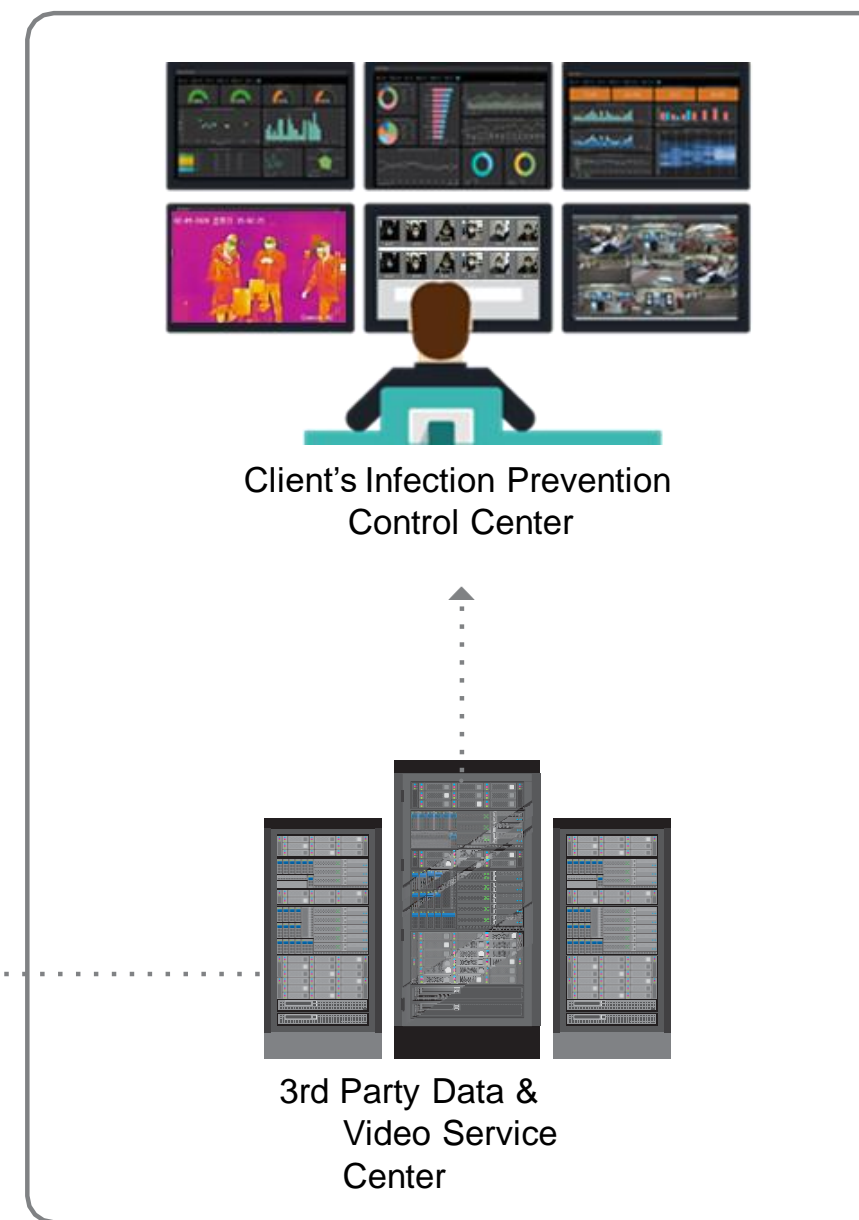 Client's Infection Prevention
Control Center
3rd Party Data &
Video Service
Center